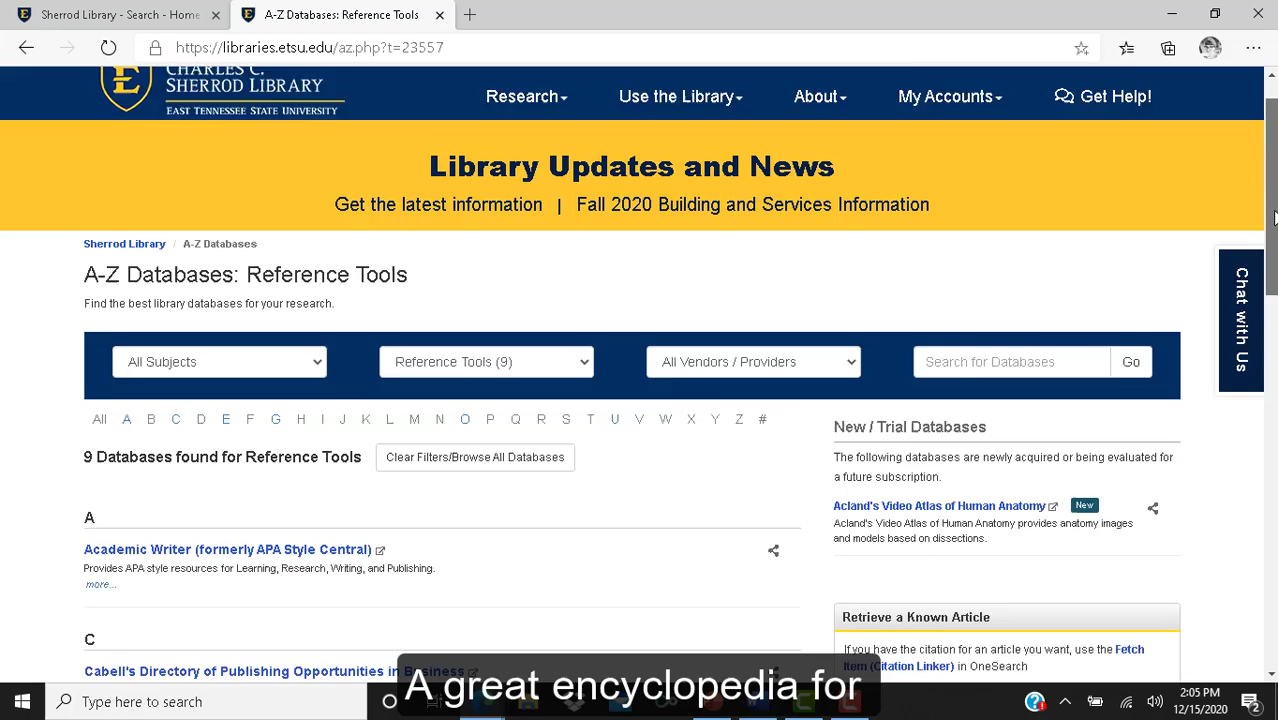 Sherrod Library - Search - Home
A-Z Databases: Reference Tools
https://libraries.etsu.edu/az.php?t=23557
CHARLES C.
SHERROD LIBRARY
EAST TENNESSEE STATE UNIVERSITY
Research
Use the Library
About
My Accounts
Get Help!
Library Updates and News
Get the latest information | Fall 2020 Building and Services Information
Sherrod Library / A-Z Databases
A-Z Databases: Reference Tools
Find the best library databases for your research.
Chat with Us
All Subjects
Reference Tools (9)
All Vendors / Providers
Search for Databases
Go
All A B C D E F G H I J K L M N O P Q R S T U V W X Y Z #
9 Databases found for Reference Tools
Clear Filters/Browse All Databases
A
Academic Writer (formerly APA Style Central)
Provides APA style resources for Learning, Research, Writing, and Publishing.
more...
C
Cabell's Directory of Publishing Opportunities in Business
New / Trial Databases
The following databases are newly acquired or being evaluated for
a future subscription.
Acland's Video Atlas of Human Anatomy New
Acland's Video Atlas of Human Anatomy provides anatomy images
and models based on dissections.
Retrieve a Known Article
If you have the citation for an article you want, use the Fetch
Item (Citation Linker) in OneSearch
A great encyclopedia for
Type here to search
2:05 PM
12/15/2020
2